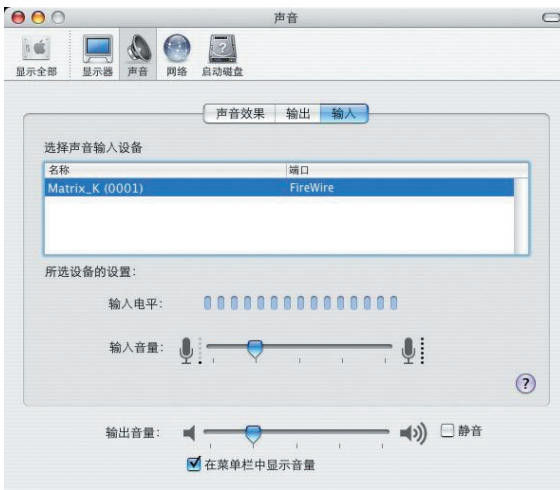 声音
显示全部 显示器 声音 网络 启动磁盘
声音效果 输出 输入
选择声音输入设备
名称 端口
Matrix_K (0001) FireWire
所选设备的设置:
输入电平:
输入音量:
?
输出音量: 静音
在菜单栏中显示音量